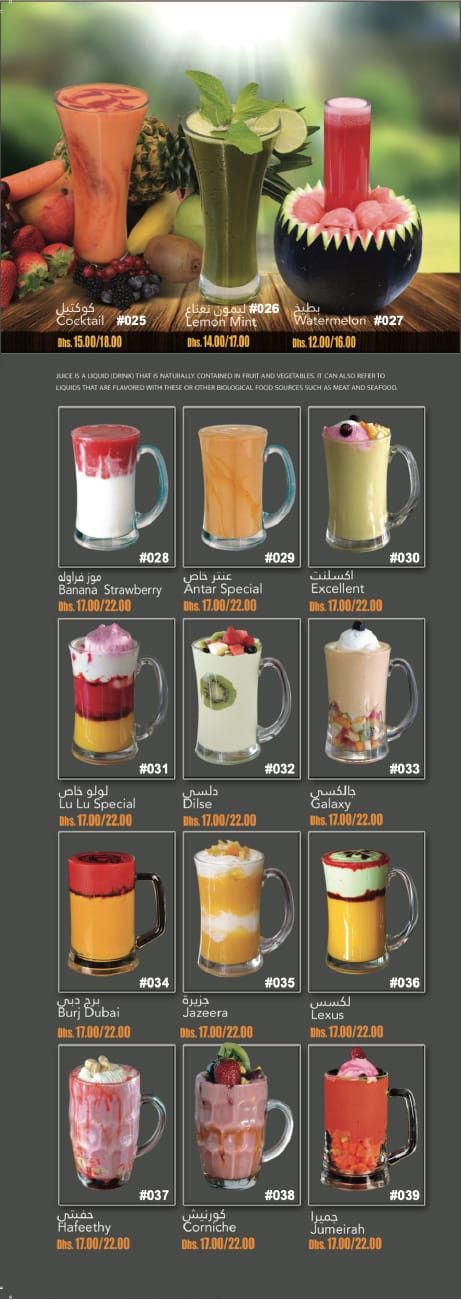 كوكتيل
Cocktail #025
Dhs. 15.00/18.00
ليمون نعناع #026
Lemon Mint
Dhs. 14.00/17.00
بطيخ
Watermelon #027
Dhs. 12.00/16.00
JUICE IS A LIQUID (DRINK) THAT IS NATURALLY CONTAINED IN FRUIT AND VEGETABLES. IT CAN ALSO REFER TO
LIQUIDS THAT ARE FLAVORED WITH THESE OR OTHER BIOLOGICAL FOOD SOURCES SUCH AS MEAT AND SEAFOOD.
#028
موز فراوله
Banana Strawberry
Dhs. 17.00/22.00
#029
عنتر خاص
Antar Special
Dhs. 17.00/22.00
#030
اكسلنت
Excellent
Dhs. 17.00/22.00
#031
لولو خاص
Lu Lu Special
Dhs. 17.00/22.00
#032
دلسي
Dilse
Dhs. 17.00/22.00
#033
جالكسي
Galaxy
Dhs. 17.00/22.00
#034
برج دبي
Burj Dubai
Dhs. 17.00/22.00
#035
جزيرة
Jazeera
Dhs. 17.00/22.00
#036
لكسس
Lexus
Dhs. 17.00/22.00
#037
حفيتي
Hafeethy
Dhs. 17.00/22.00
#038
كورنيش
Corniche
Dhs. 17.00/22.00
#039
جميرا
Jumeirah
Dhs. 17.00/22.00